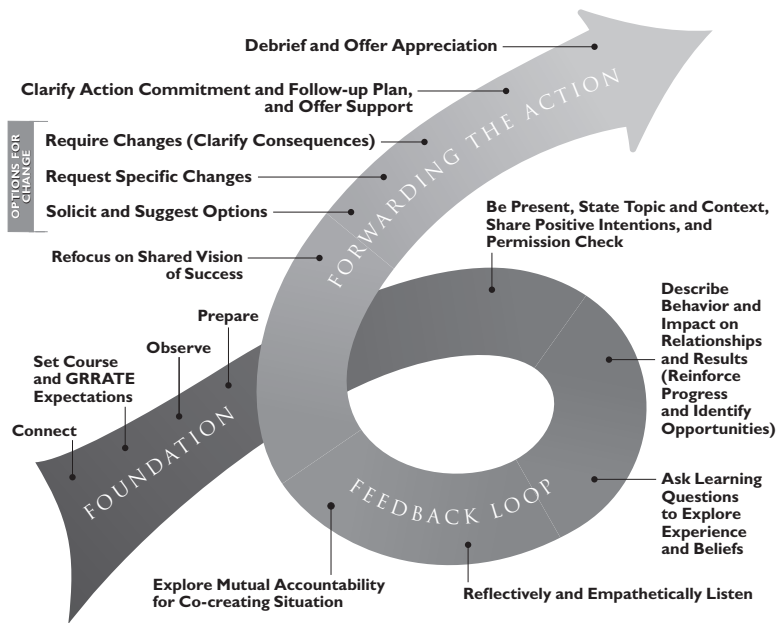 Debrief and Offer Appreciation
Clarify Action Commitment and Follow-up Plan,
and Offer Support
OPTIONS FOR
CHANGE
Require Changes (Clarify Consequences)
Request Specific Changes
Solicit and Suggest Options
Refocus on Shared Vision
of Success
FORWARDING THE ACTION
Be Present, State Topic and Context,
Share Positive Intentions, and
Permission Check
Describe
Behavior and
Impact on
Relationships
and Results
(Reinforce
Progress
and Identify
Opportunities)
Prepare
Observe
Set Course
and GRRATE
Expectations
Connect
FOUNDATION
FEEDBACK LOOP
Ask Learning
Questions
to Explore
Experience
and Beliefs
Explore Mutual Accountability
for Co-creating Situation
Reflectively and Empathetically Listen